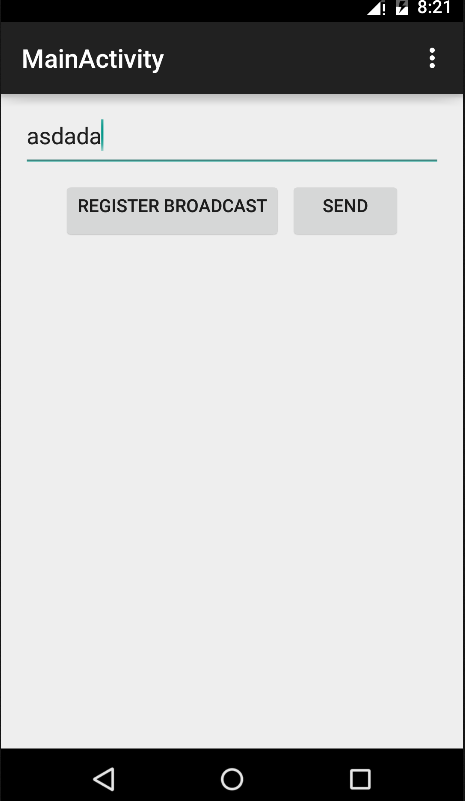 8:21
MainActivity
asdada
REGISTER BROADCAST SEND